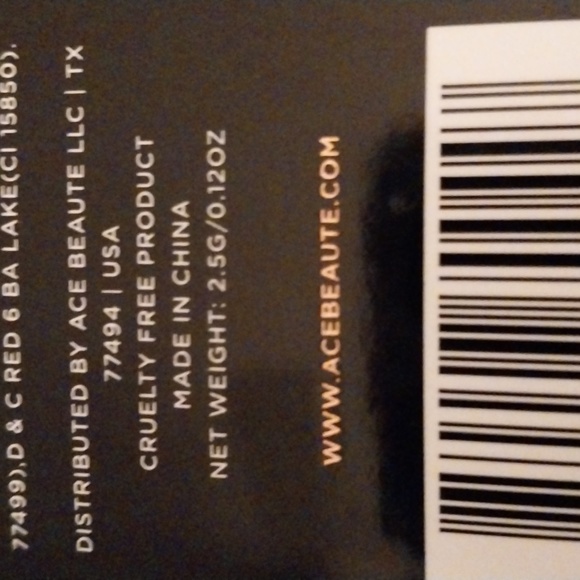 77499),D & C RED 6 BA LAKE(CI 15850).
DISTRIBUTED BY ACE BEAUTE LLC | TX
77494 | USA
CRUELTY FREE PRODUCT
MADE IN CHINA
NET WEIGHT: 2.5G/0.12OZ
WWW.ACEBEAUTE.COM